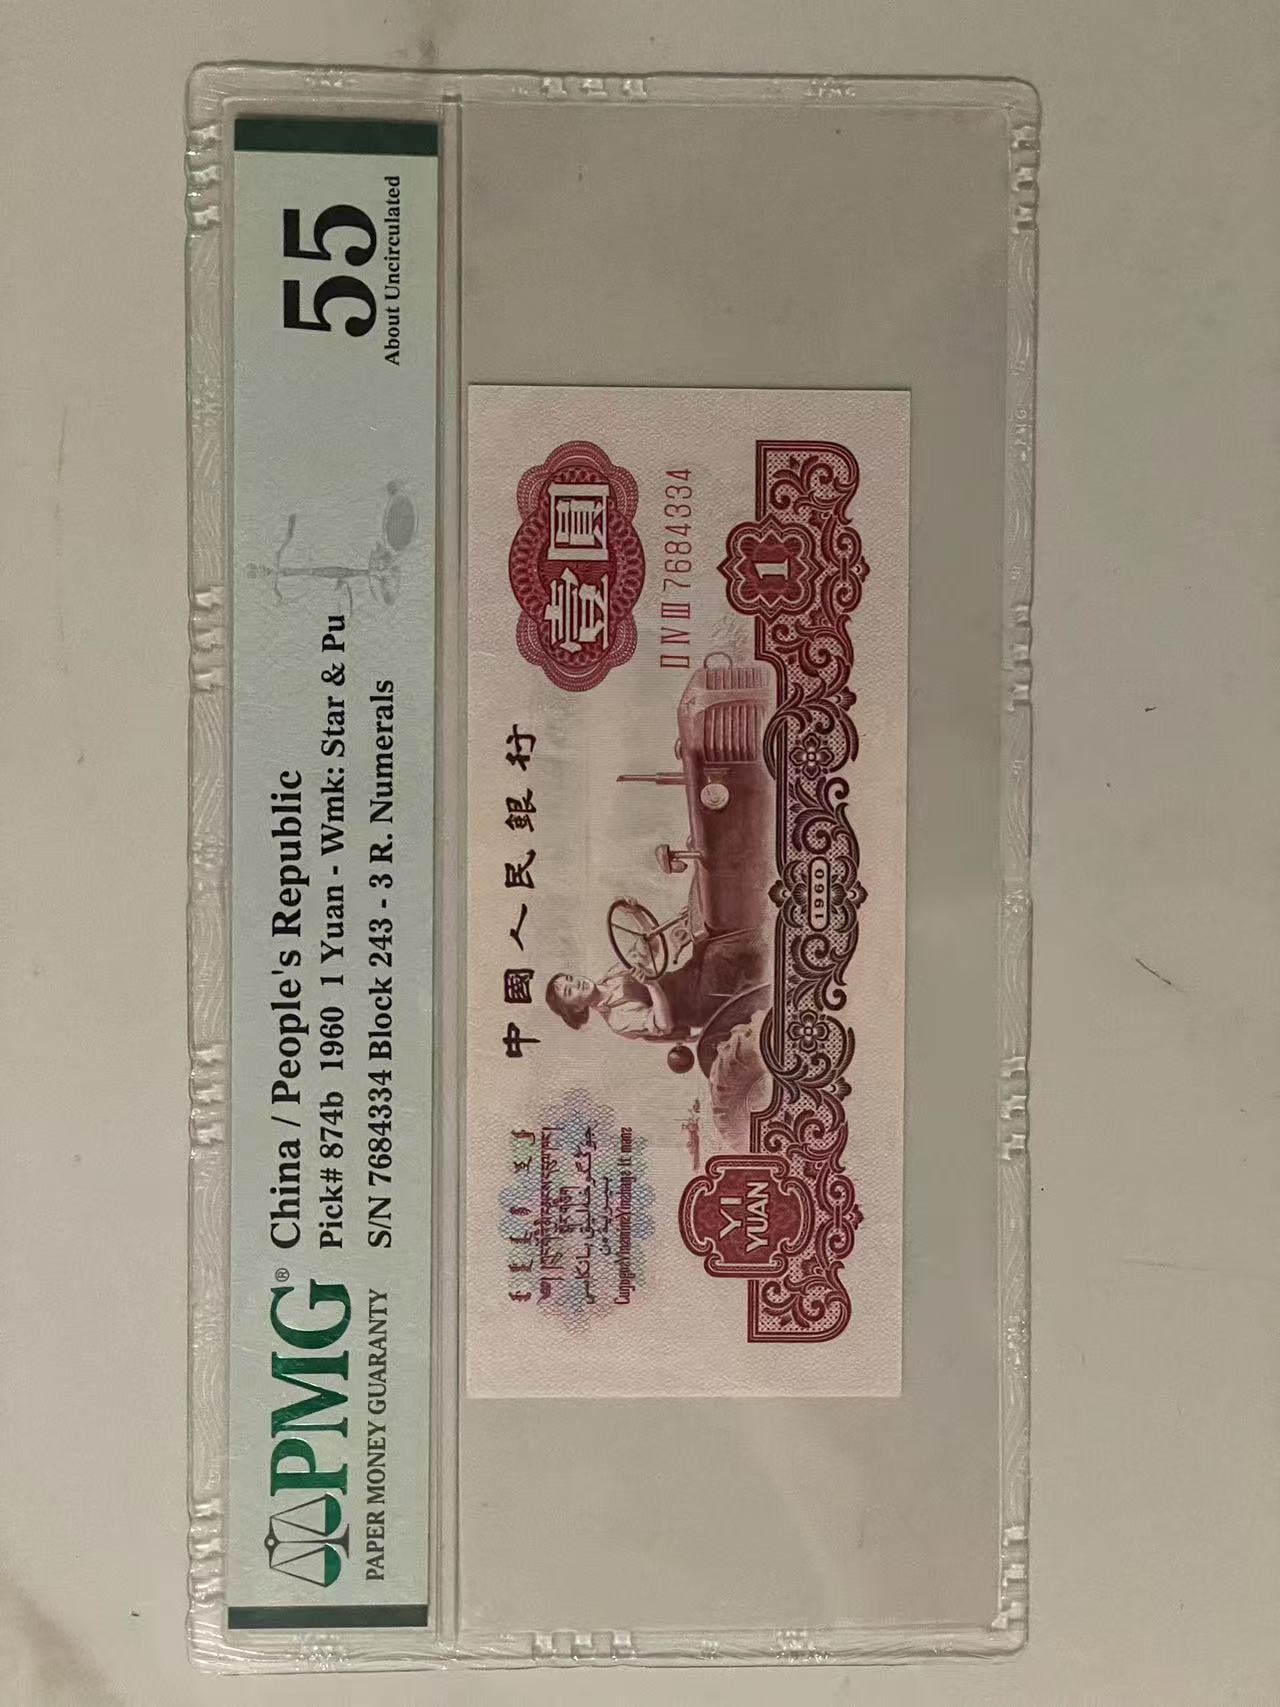 PMG®
PAPER MONEY GUARANTY
China / People's Republic
Pick# 874b 1960 1 Yuan - Wmk: Star & Pu
S/N 7684334 Block 243 - 3 R. Numerals
55
About Uncirculated
中國人民銀行
壹圓
II IV III 7684334
YI
YUAN
1960
1